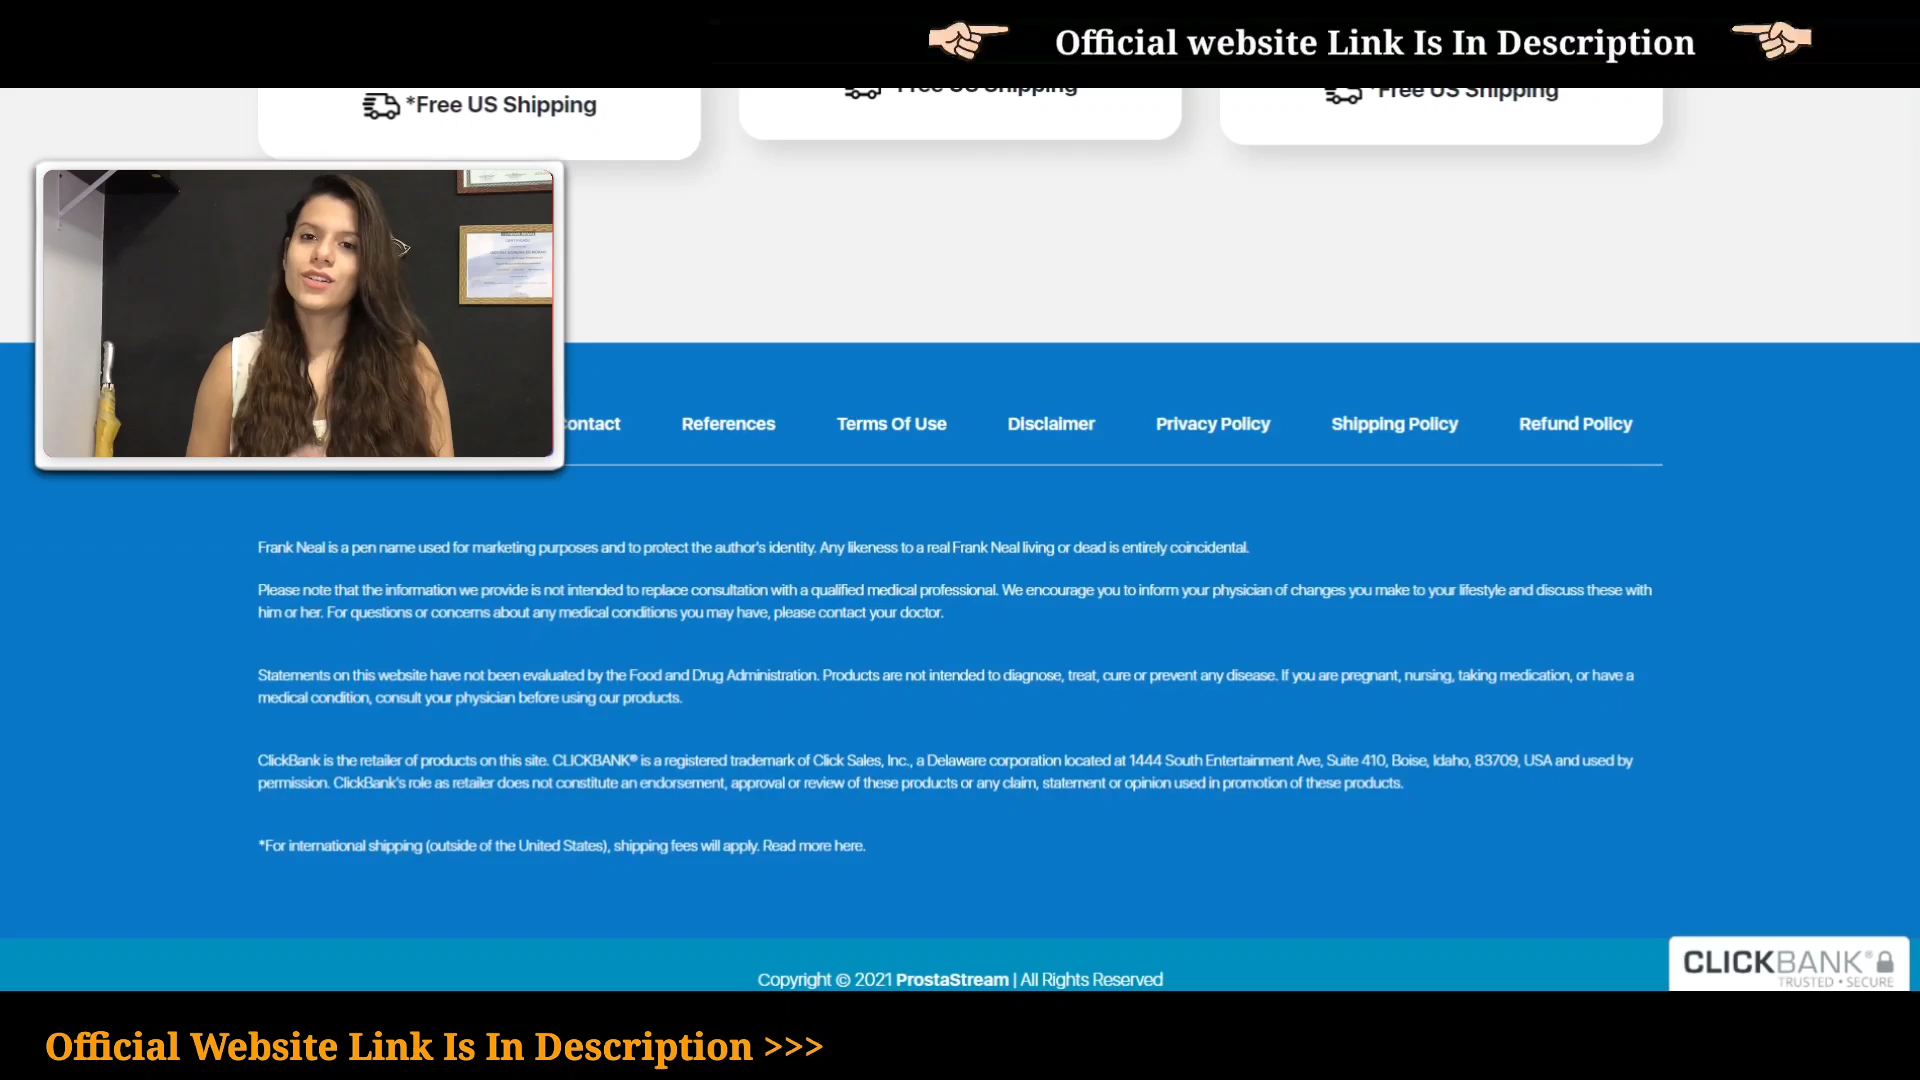 Official website Link Is In Description
*Free US Shipping
*Free US Shipping
Contact
References
Terms Of Use
Disclaimer
Privacy Policy
Shipping Policy
Refund Policy
Frank Neal is a pen name used for marketing purposes and to protect the author's identity. Any likeness to a real Frank Neal living or dead is entirely coincidental.
Please note that the information we provide is not intended to replace consultation with a qualified medical professional. We encourage you to inform your physician of changes you make to your lifestyle and discuss these with
him or her. For questions or concerns about any medical conditions you may have, please contact your doctor.
Statements on this website have not been evaluated by the Food and Drug Administration. Products are not intended to diagnose, treat, cure or prevent any disease. If you are pregnant, nursing, taking medication, or have a
medical condition, consult your physician before using our products.
ClickBank is the retailer of products on this site. CLICKBANK® is a registered trademark of Click Sales, Inc., a Delaware corporation located at 1444 South Entertainment Ave, Suite 410, Boise, Idaho, 83709, USA and used by
permission. ClickBank's role as retailer does not constitute an endorsement, approval or review of these products or any claim, statement or opinion used in promotion of these products.
*For international shipping (outside of the United States), shipping fees will apply. Read more here.
Copyright © 2021 ProstaStream | All Rights Reserved
CLICKBANK®
TRUSTED • SECURE
Official Website Link Is In Description >>>